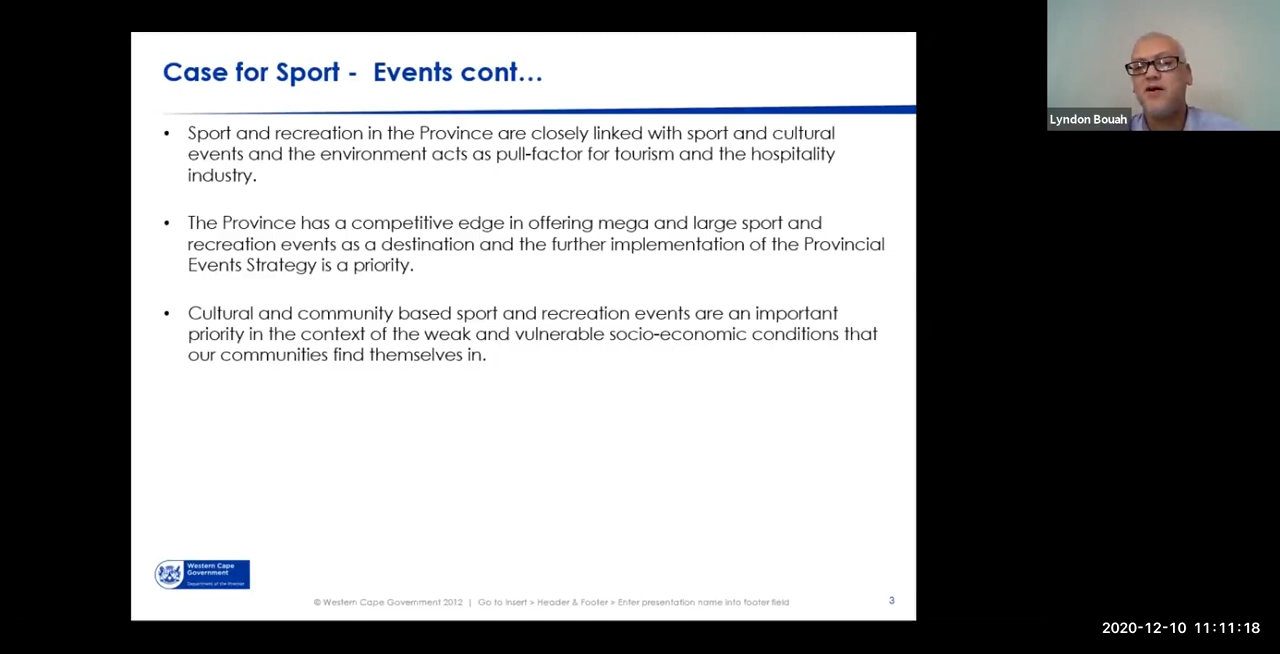 Case for Sport - Events cont...
Lyndon Bouah
• Sport and recreation in the Province are closely linked with sport and cultural
events and the environment acts as pull-factor for tourism and the hospitality
industry.
• The Province has a competitive edge in offering mega and large sport and
recreation events as a destination and the further implementation of the Provincial
Events Strategy is a priority.
• Cultural and community based sport and recreation events are an important
priority in the context of the weak and vulnerable socio-economic conditions that
our communities find themselves in.
Western Cape
Government
Department of the Premier
© Western Cape Government 2012 | Go to Insert > Header & Footer > Enter presentation name into footer field
3
2020-12-10 11:11:18